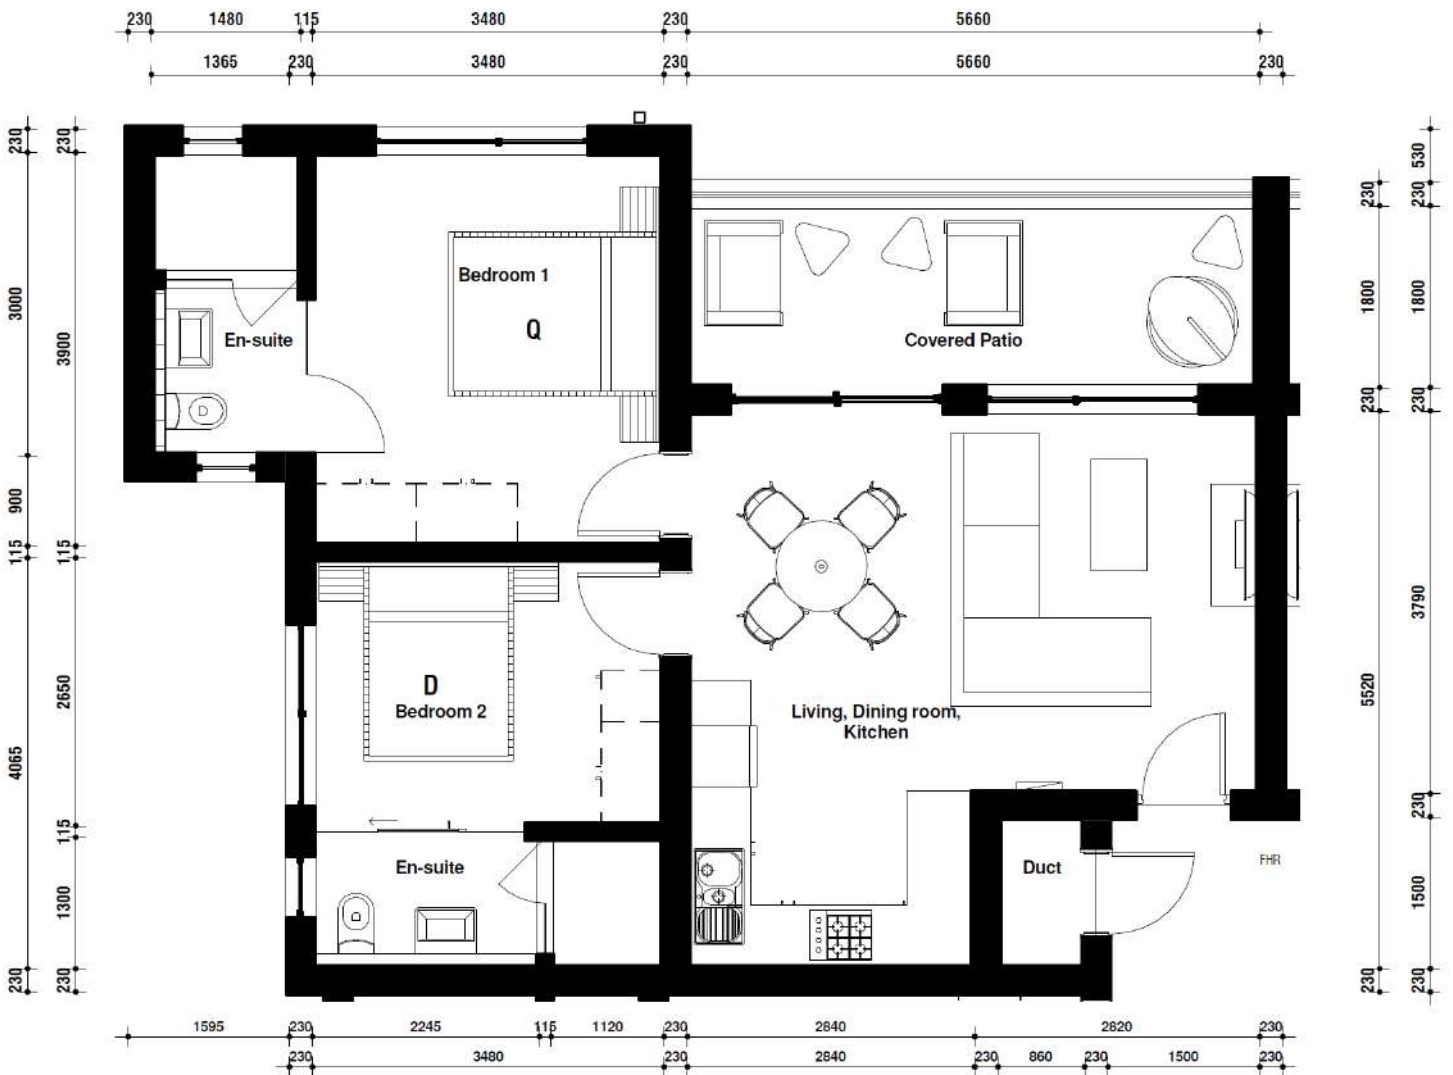 230 1480 115 3480 230 5660
1365 230 3480 230 5660 230
230 230 530
230 230
Bedroom 1
3000 1800 1800
Q
En-suite Covered Patio
3900
D
230 230
900
115 115
3790
2650 D 5520
Bedroom 2 Living, Dining room,
Kitchen
4065
230
115
En-suite Duct FHR
1300 1500
230 230 230 230
1595 230 2245 115 1120 230 2840 2820 230
230 3480 230 2840 230 860 230 1500 230